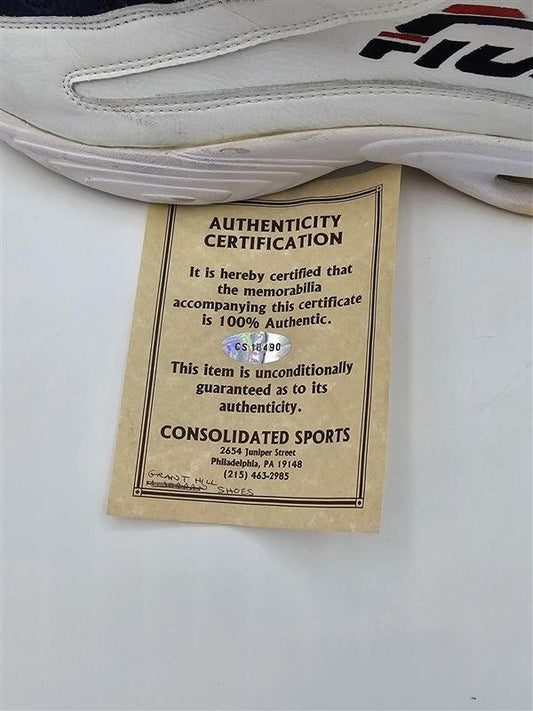 FILA
AUTHENTICITY
CERTIFICATION
It is hereby certified that
the memorabilia
accompanying this certificate
is 100% Authentic.
CS18490
This item is unconditionally
guaranteed as to its
authenticity.
CONSOLIDATED SPORTS
2654 Juniper Street
Philadelphia, PA 19148
(215) 463-2985
GRANT HILL
SHOES